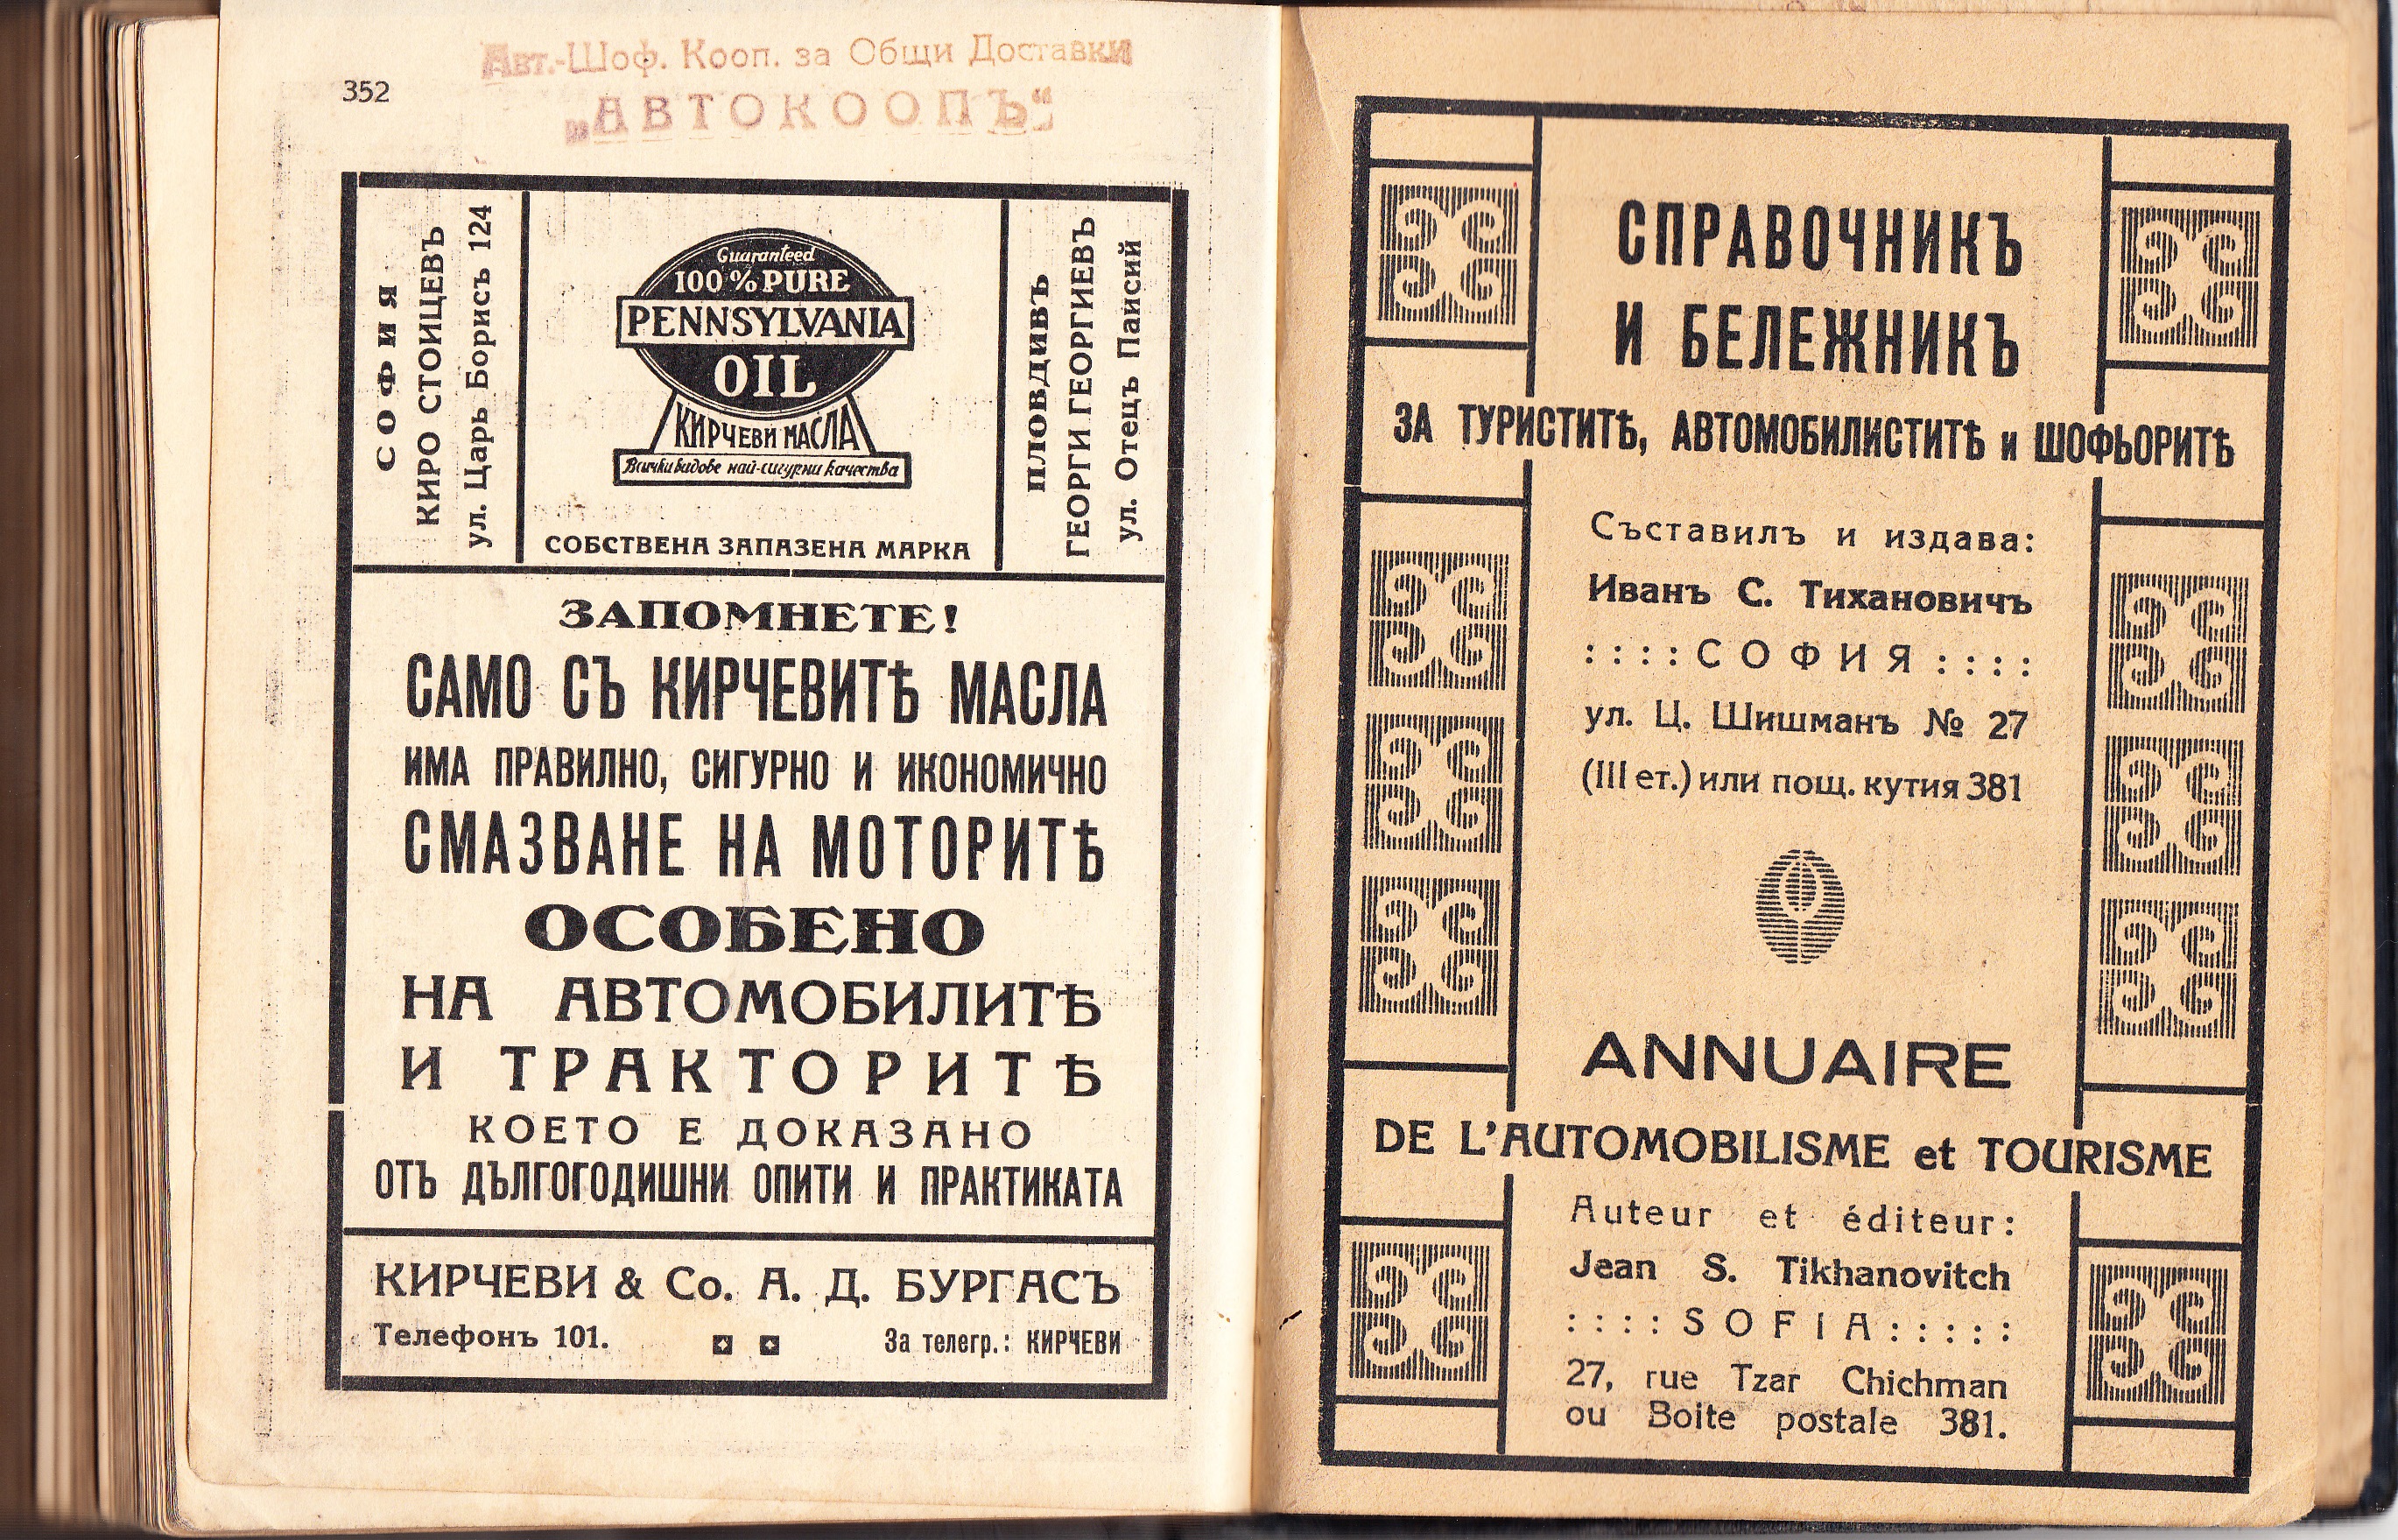 352
Авт.-Шоф. Кооп. за Общи Доставки
„АВТОКООПЪ“
СОФИЯ
КИРО СТОИЦЕВЪ
ул. Царь Борисъ 124
Guaranteed
100% PURE
PENNSYLVANIA
OIL
КИРЧЕВИ МАСЛА
Всички видове най-сигурни качества
СОБСТВЕНА ЗАПАЗЕНА МАРКА
ПЛОВДИВЪ
ГЕОРГИ ГЕОРГИЕВЪ
ул. Отецъ Паисий
ЗАПОМНЕТЕ!
САМО СЪ КИРЧЕВИТѢ МАСЛА
ИМА ПРАВИЛНО, СИГУРНО И ИКОНОМИЧНО
СМАЗВАНЕ НА МОТОРИТѢ
ОСОБЕНО
НА АВТОМОБИЛИТѢ
И ТРАКТОРИТѢ
КОЕТО Е ДОКАЗАНО
ОТЪ ДЪЛГОГОДИШНИ ОПИТИ И ПРАКТИКАТА
КИРЧЕВИ & Co. А. Д. БУРГАСЪ
Телефонъ 101. За телегр.: КИРЧЕВИ
СПРАВОЧНИКЪ
И БЕЛЕЖНИКЪ
ЗА ТУРИСТИТѢ, АВТОМОБИЛИСТИТѢ и ШОФЬОРИТѢ
Съставилъ и издава:
Иванъ С. Тихановичъ
::::СОФИЯ::::
ул. Ц. Шишманъ № 27
(III ет.) или пощ. кутия 381
ANNUAIRE
DE L'AUTOMOBILISME et TOURISME
Auteur et éditeur:
Jean S. Tikhanovitch
::::SOFIA:::::
27, rue Tzar Chichman
ou Boite postale 381.